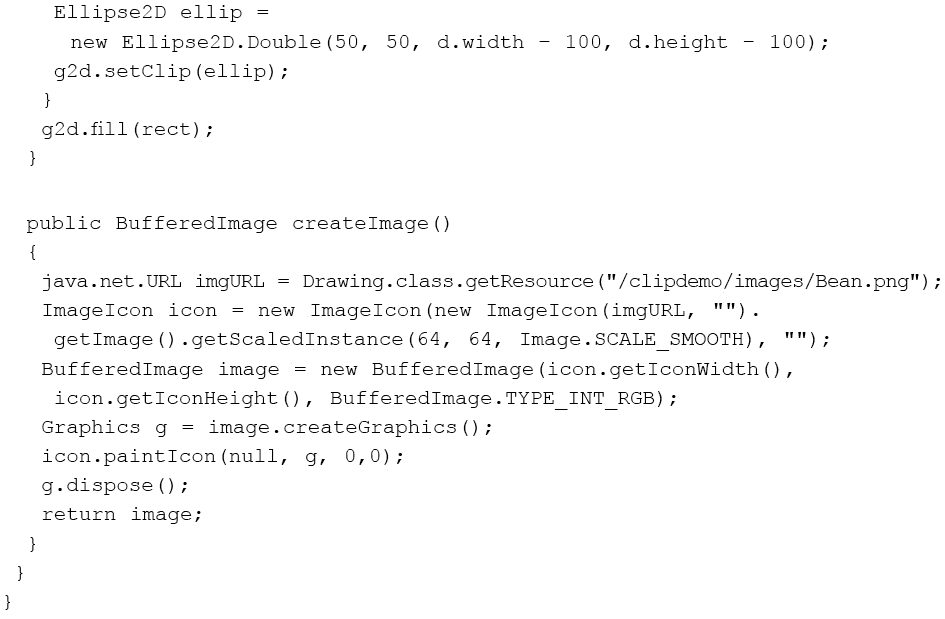 Ellipse2D ellip =
new Ellipse2D.Double(50, 50, d.width - 100, d.height - 100);
g2d.setClip(ellip);
}
g2d.fill(rect);
}
public BufferedImage createImage()
{
java.net.URL imgURL = Drawing.class.getResource("/clipdemo/images/Bean.png");
ImageIcon icon = new ImageIcon(new ImageIcon(imgURL, "").
getImage().getScaledInstance(64, 64, Image.SCALE_SMOOTH), "");
BufferedImage image = new BufferedImage(icon.getIconWidth(),
icon.getIconHeight(), BufferedImage.TYPE_INT_RGB);
Graphics g = image.createGraphics();
icon.paintIcon(null, g, 0,0);
g.dispose();
return image;
}
}
}